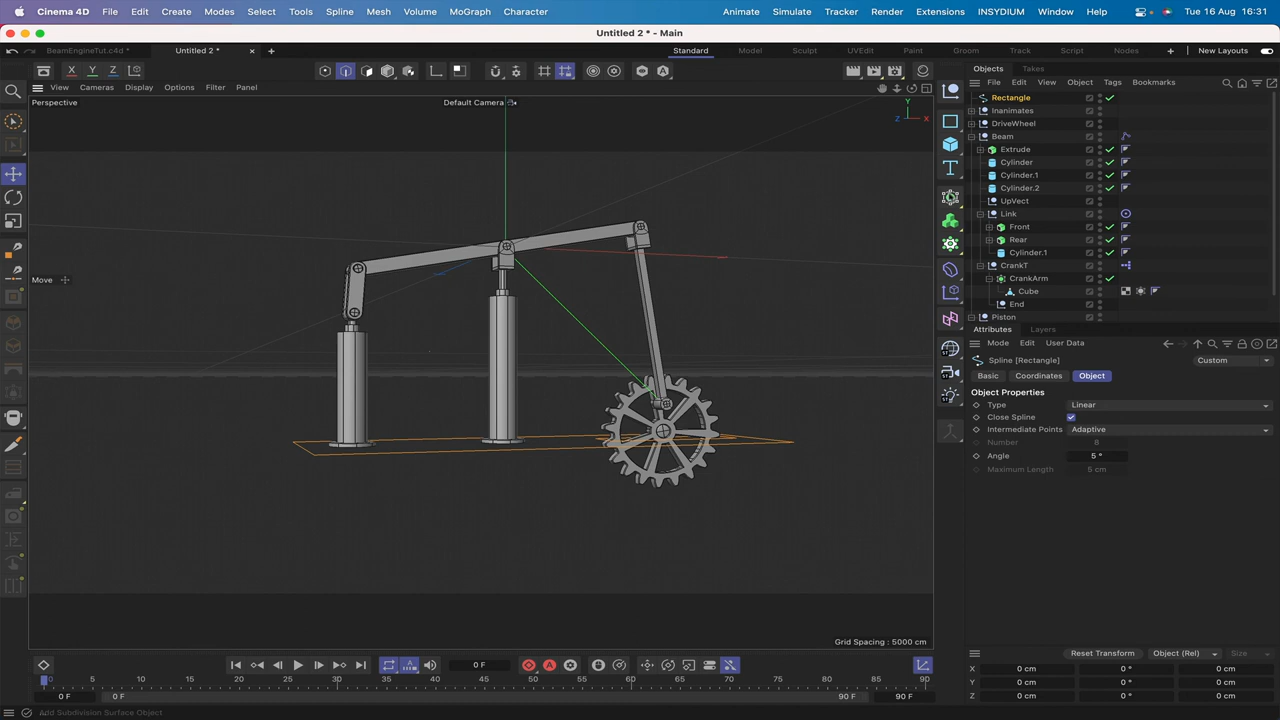 Cinema 4D File Edit Create Modes Select Tools Spline Mesh Volume MoGraph Character Animate Simulate Tracker Render Extensions INSYDIUM Window Help Tue 16 Aug 16:31
Untitled 2 * - Main
BeamEngineTut.c4d * Untitled 2 * Standard Model Sculpt UVEdit Paint Groom Track Script Nodes New Layouts
X Y Z Objects Takes
View Cameras Display Options Filter Panel File Edit View Object Tags Bookmarks
Perspective Default Camera
Rectangle
Inanimates
DriveWheel
Beam
Extrude
Cylinder
Cylinder.1
Cylinder.2
UpVect
Link
Front
Rear
Cylinder.1
CrankT
CrankArm
Cube
End
Piston
Y
Z X
T
Move
Attributes Layers
Mode Edit User Data
Spline [Rectangle] Custom
Basic Coordinates Object
Object Properties
Type Linear
Close Spline
Intermediate Points Adaptive
Number 8
Angle 5 °
Maximum Length 5 cm
ST
ST
ST
Grid Spacing : 5000 cm
Reset Transform Object (Rel) Size
X 0 cm 0 ° 0 cm
Y 0 cm 0 ° 0 cm
Z 0 cm 0 ° 0 cm
0 F
0 5 10 15 20 25 30 35 40 45 50 55 60 65 70 75 80 85 90
0 F 0 F 90 F 90 F
Add Subdivision Surface Object